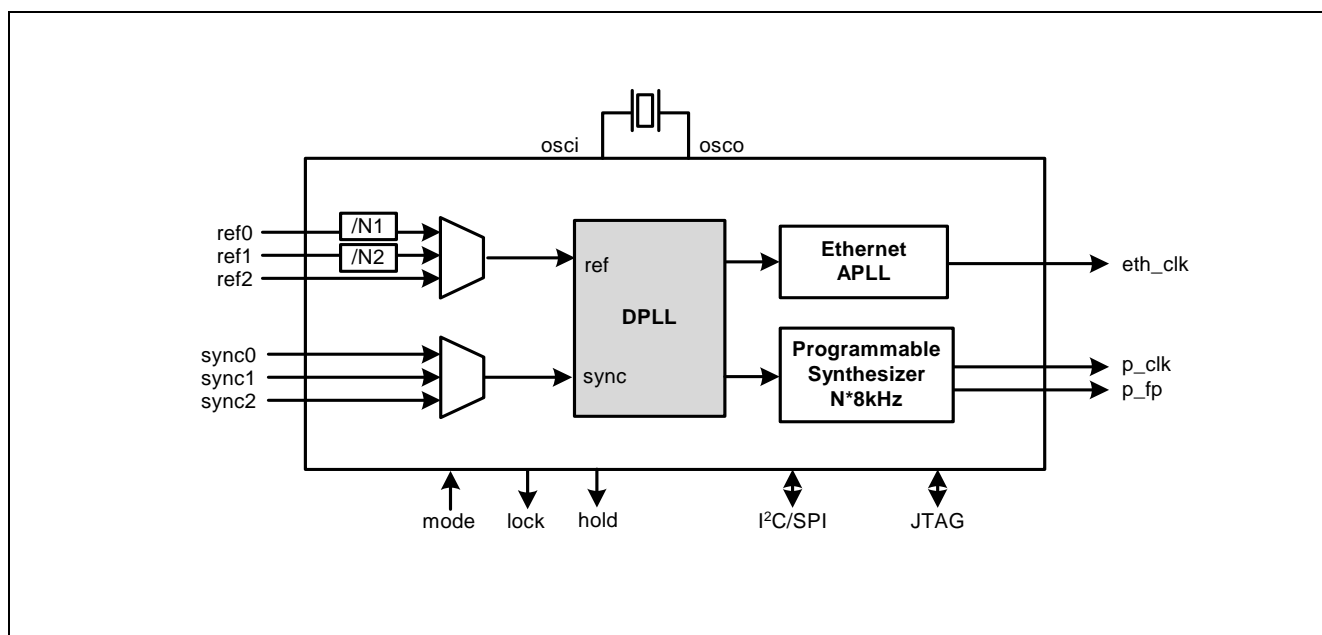 osci
osco
ref0
/N1
ref1
/N2
ref2
ref
DPLL
sync
Ethernet
APLL
eth_clk
sync0
sync1
sync2
Programmable
Synthesizer
N*8kHz
p_clk
p_fp
mode
lock
hold
I²C/SPI
JTAG